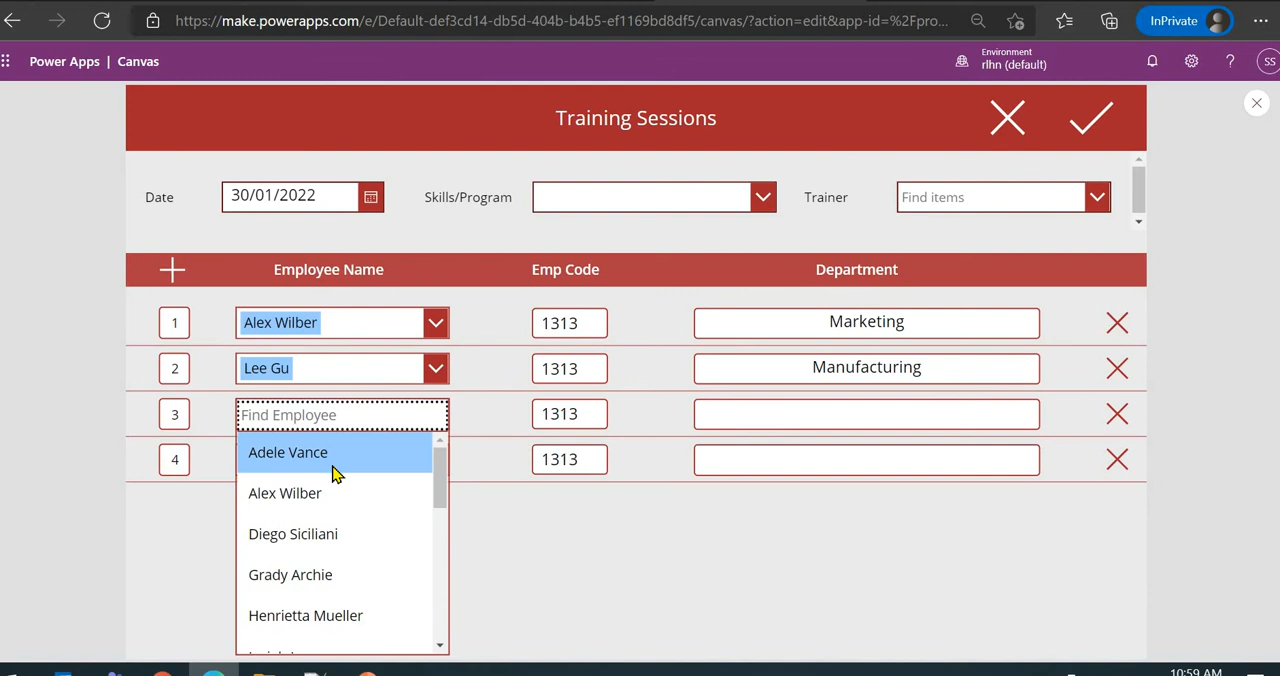 https://make.powerapps.com/e/Default-def3cd14-db5d-404b-b4b5-ef1169bd8df5/canvas/?action=edit&app-id=%2Fpro...
InPrivate
Power Apps | Canvas
Environment
rlhn (default)
SS
Training Sessions
Date
30/01/2022
Skills/Program
Trainer
Find items
Employee Name
Emp Code
Department
1
Alex Wilber
1313
Marketing
2
Lee Gu
1313
Manufacturing
3
Find Employee
1313
4
1313
Adele Vance
Alex Wilber
Diego Siciliani
Grady Archie
Henrietta Mueller
10:59 AM